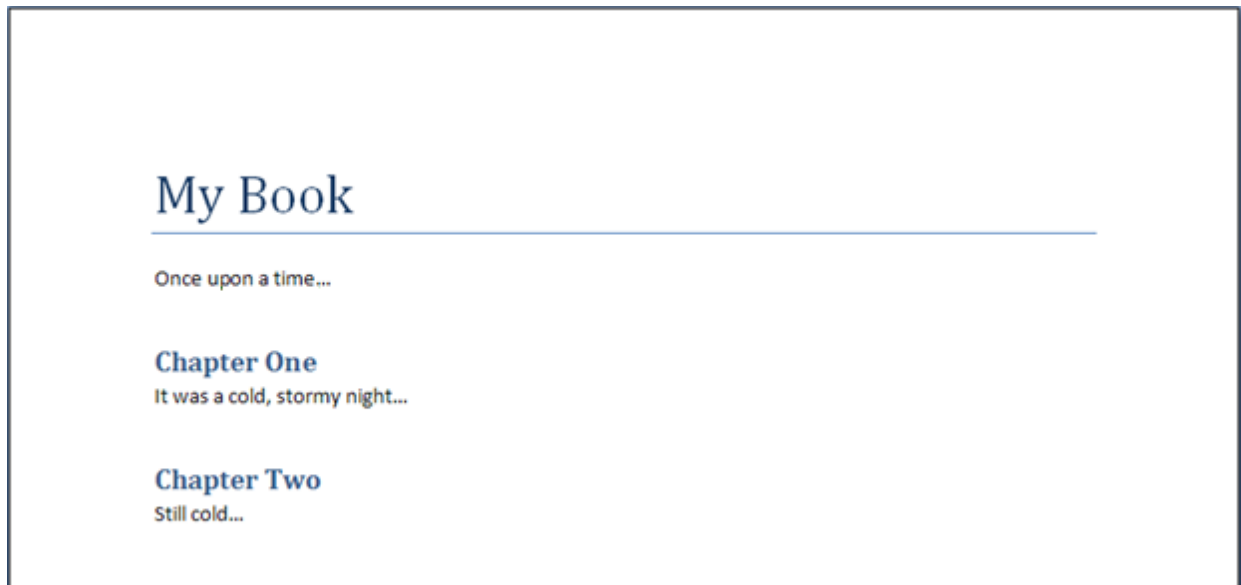 My Book
Once upon a time...
Chapter One
It was a cold, stormy night...
Chapter Two
Still cold...